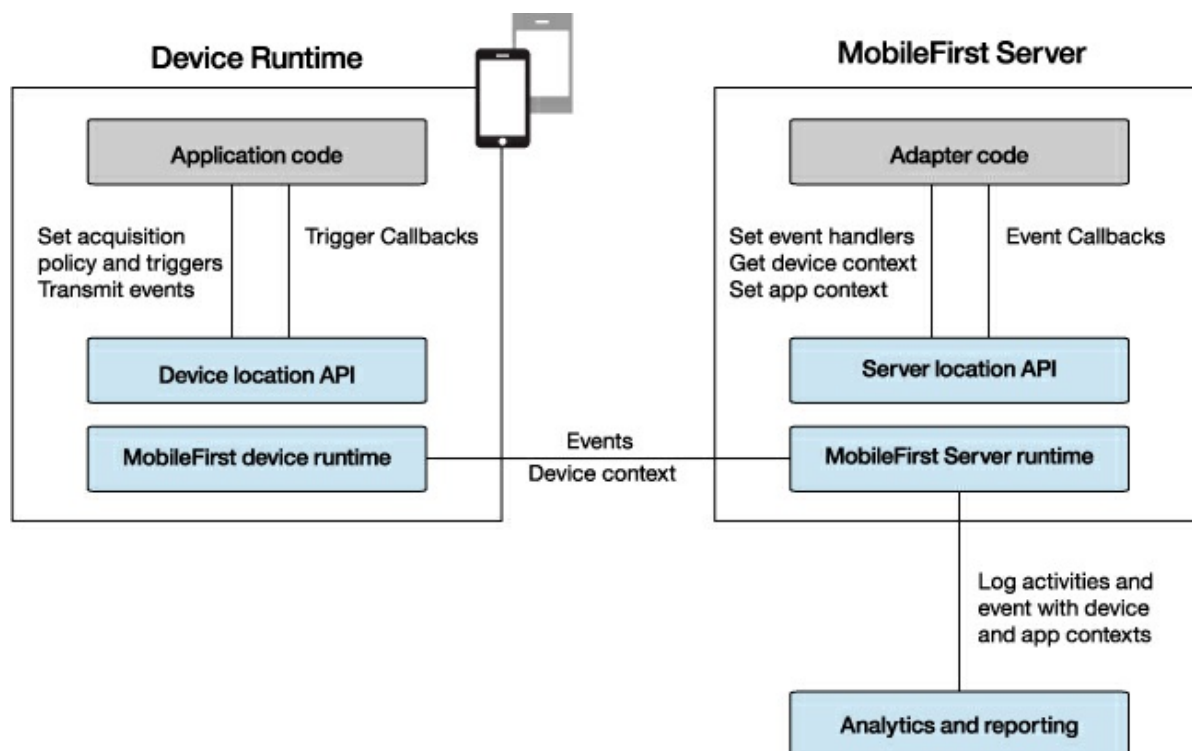 Device Runtime
MobileFirst Server
Application code
Adapter code
Set acquisition
policy and triggers
Transmit events
Trigger Callbacks
Set event handlers
Get device context
Set app context
Event Callbacks
Device location API
Server location API
MobileFirst device runtime
Events
Device context
MobileFirst Server runtime
Log activities and
event with device
and app contexts
Analytics and reporting